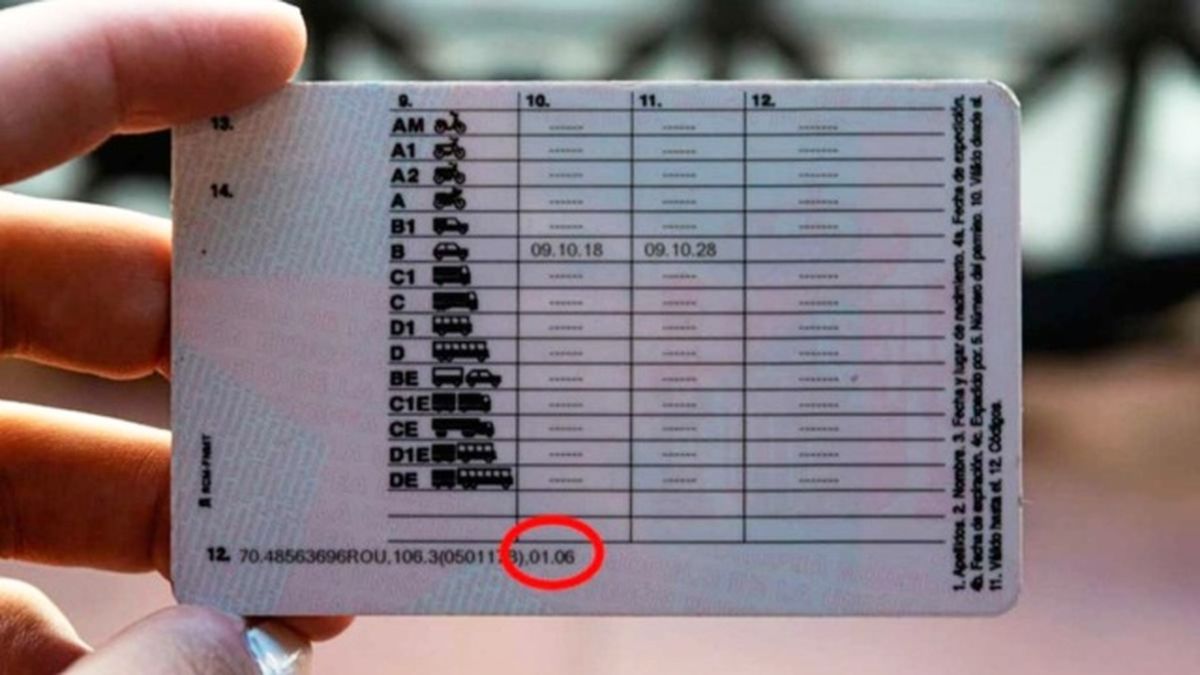 9. 10. 11. 12.
13.
AM ------ ------ ------
A1 ------ ------ ------
A2 ------ ------ ------
14.
A ------ ------ ------
B1 ------ ------ ------
B 09.10.18 09.10.28
C1 ------ ------ ------
C ------ ------ ------
D1 ------ ------ ------
D ------ ------ ------
BE ------ ------ ------
C1E ------ ------ ------
CE ------ ------ ------
D1E ------ ------ ------
DE ------ ------ ------
RCM-FNMT
12. 70.48563696ROU,106.3(050117B),01.06
1. Apellidos. 2. Nombre. 3. Fecha y lugar de nacimiento. 4a. Fecha de expedición.
4b. Fecha de expiración. 4c. Expedido por. 5. Número del permiso. 10. Válido desde el.
11. Válido hasta el. 12. Códigos.